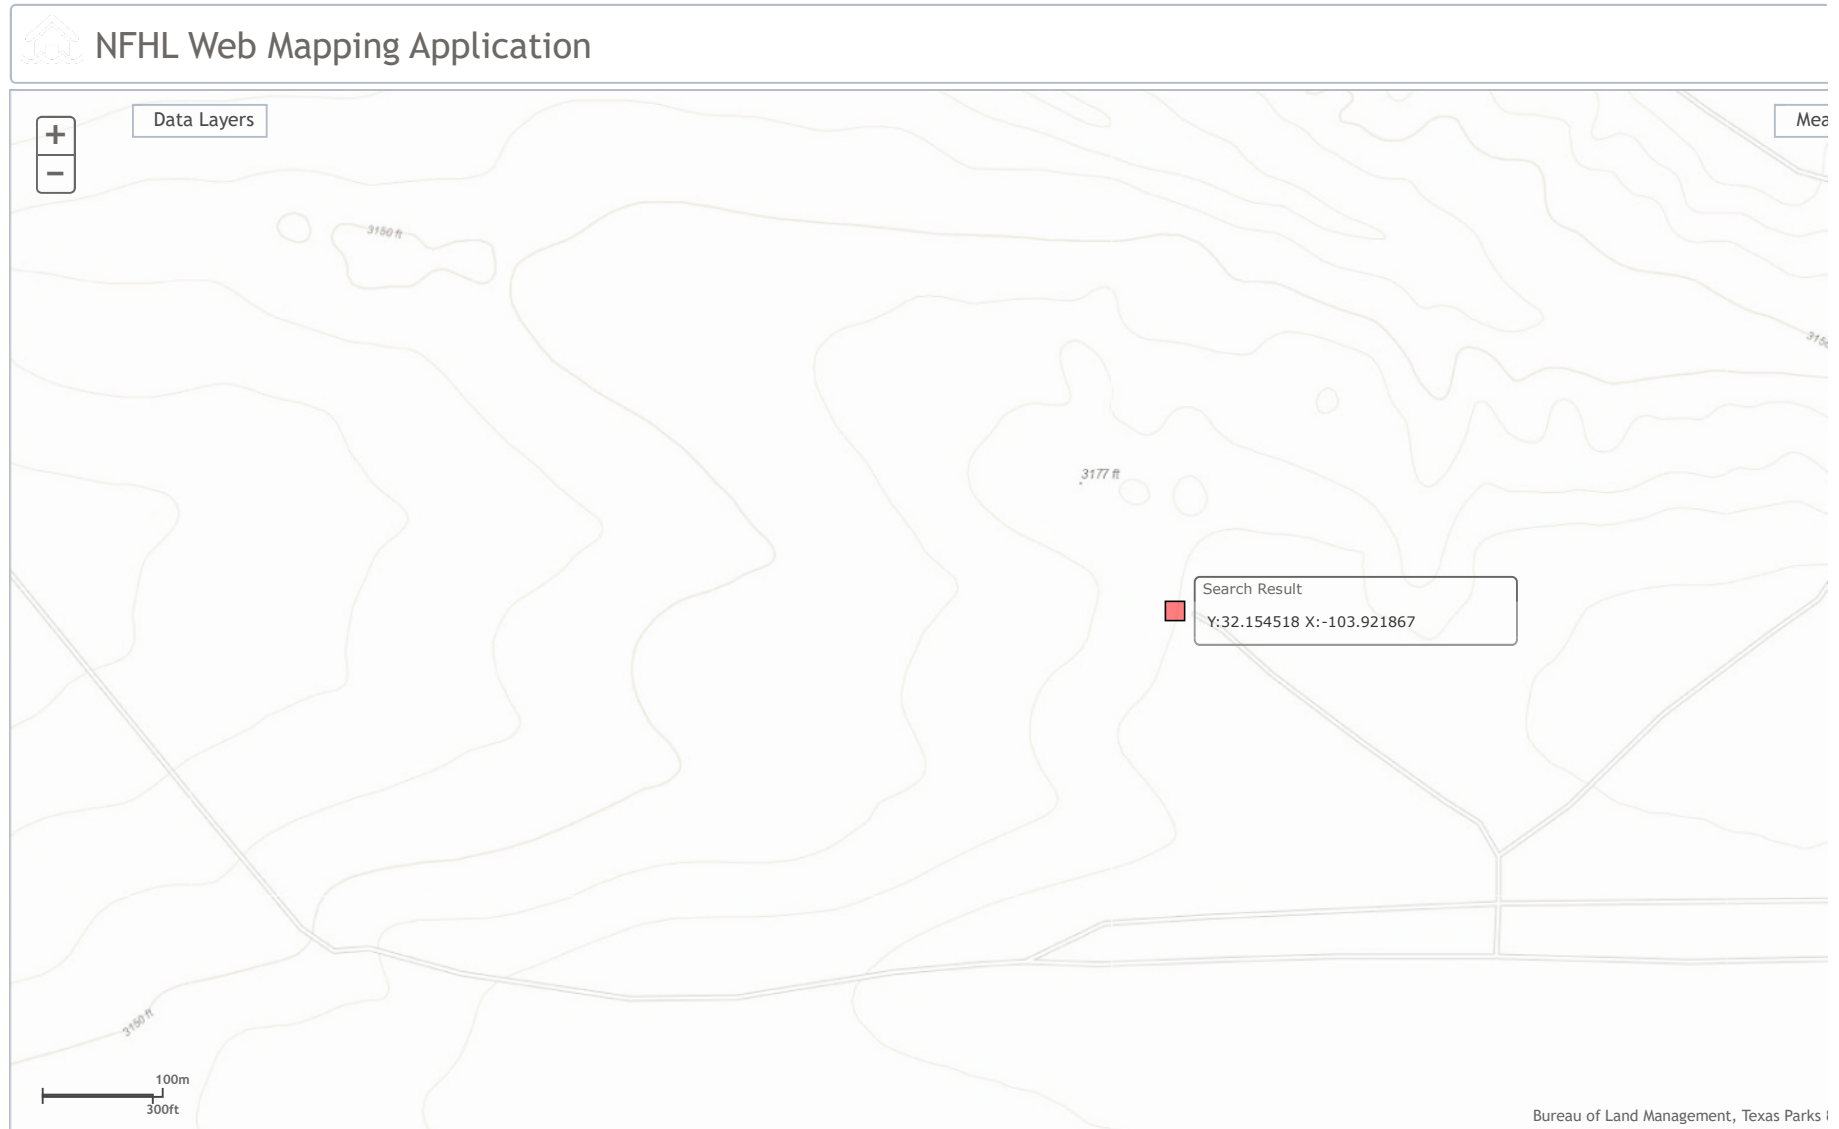 NFHL Web Mapping Application
+
Data Layers
Mea
−
3150 ft
315
3177 ft
Search Result
Y:32.154518 X:-103.921867
3150 ft
100m
300ft
Bureau of Land Management, Texas Parks